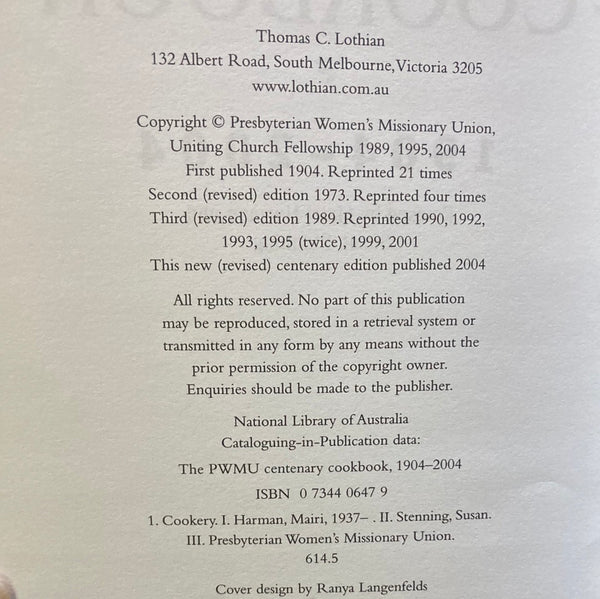 Thomas C. Lothian
132 Albert Road, South Melbourne, Victoria 3205
www.lothian.com.au
Copyright © Presbyterian Women's Missionary Union,
Uniting Church Fellowship 1989, 1995, 2004
First published 1904. Reprinted 21 times
Second (revised) edition 1973. Reprinted four times
Third (revised) edition 1989. Reprinted 1990, 1992,
1993, 1995 (twice), 1999, 2001
This new (revised) centenary edition published 2004
All rights reserved. No part of this publication
may be reproduced, stored in a retrieval system or
transmitted in any form by any means without the
prior permission of the copyright owner.
Enquiries should be made to the publisher.
National Library of Australia
Cataloguing-in-Publication data:
The PWMU centenary cookbook, 1904–2004
ISBN 0 7344 0647 9
1. Cookery. I. Harman, Mairi, 1937– . II. Stenning, Susan.
III. Presbyterian Women's Missionary Union.
614.5
Cover design by Ranya Langenfelds